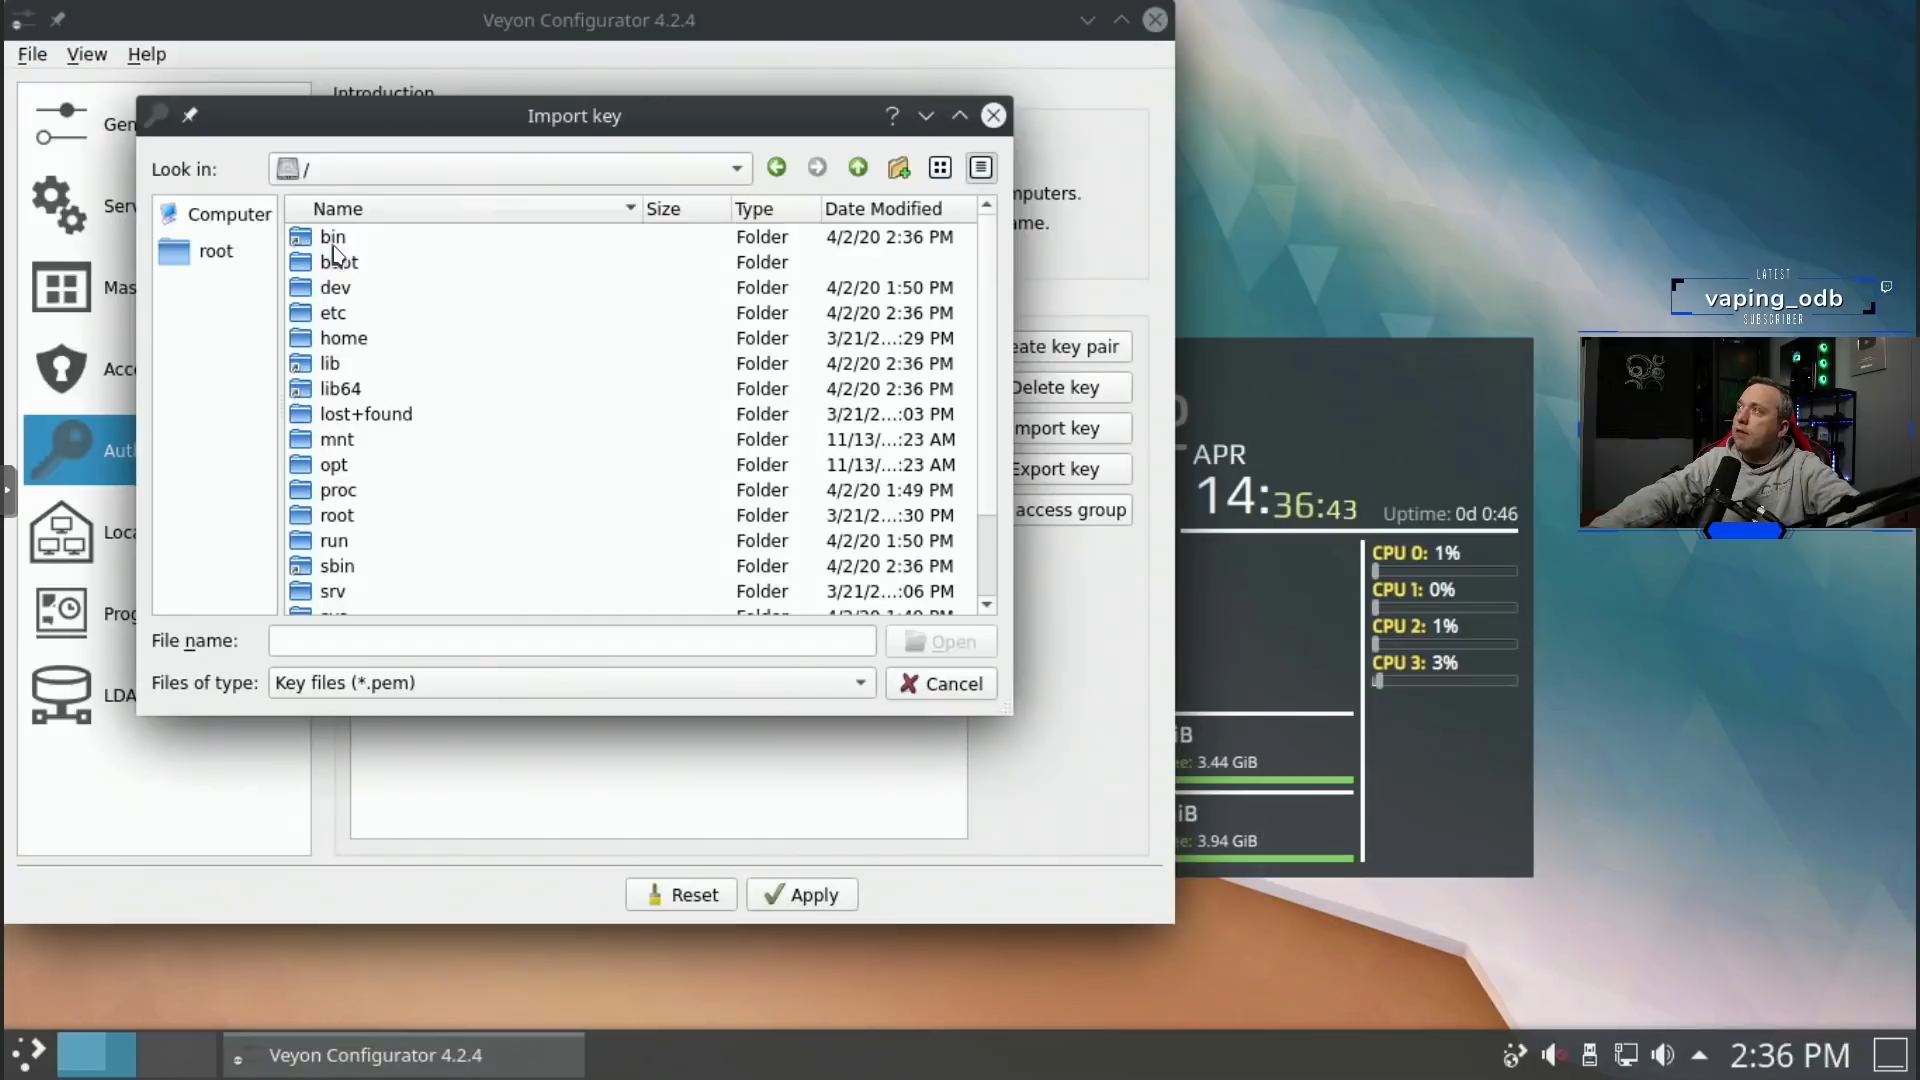 Veyon Configurator 4.2.4
File View Help
Introduction
Import key
Look in: /
Computer
root
Name Size Type Date Modified
bin Folder 4/2/20 2:36 PM
boot Folder
dev Folder 4/2/20 1:50 PM
etc Folder 4/2/20 2:36 PM
home Folder 3/21/2...:29 PM
lib Folder 4/2/20 2:36 PM
lib64 Folder 4/2/20 2:36 PM
lost+found Folder 3/21/2...:03 PM
mnt Folder 11/13/...:23 AM
opt Folder 11/13/...:23 AM
proc Folder 4/2/20 1:49 PM
root Folder 3/21/2...:30 PM
run Folder 4/2/20 1:50 PM
sbin Folder 4/2/20 2:36 PM
srv Folder 3/21/2...:06 PM
File name: Open
Files of type: Key files (*.pem) Cancel
Gen
Serv
Mas
Acce
Auth
Loca
Prog
LDA
mputers.
ame.
eate key pair
Delete key
mport key
Export key
access group
Reset Apply
APR
14:36:43 Uptime: 0d 0:46
CPU 0: 1%
CPU 1: 0%
CPU 2: 1%
CPU 3: 3%
iB
ee: 3.44 GiB
iB
ee: 3.94 GiB
LATEST
vaping_odb
SUBSCRIBER
Veyon Configurator 4.2.4
2:36 PM